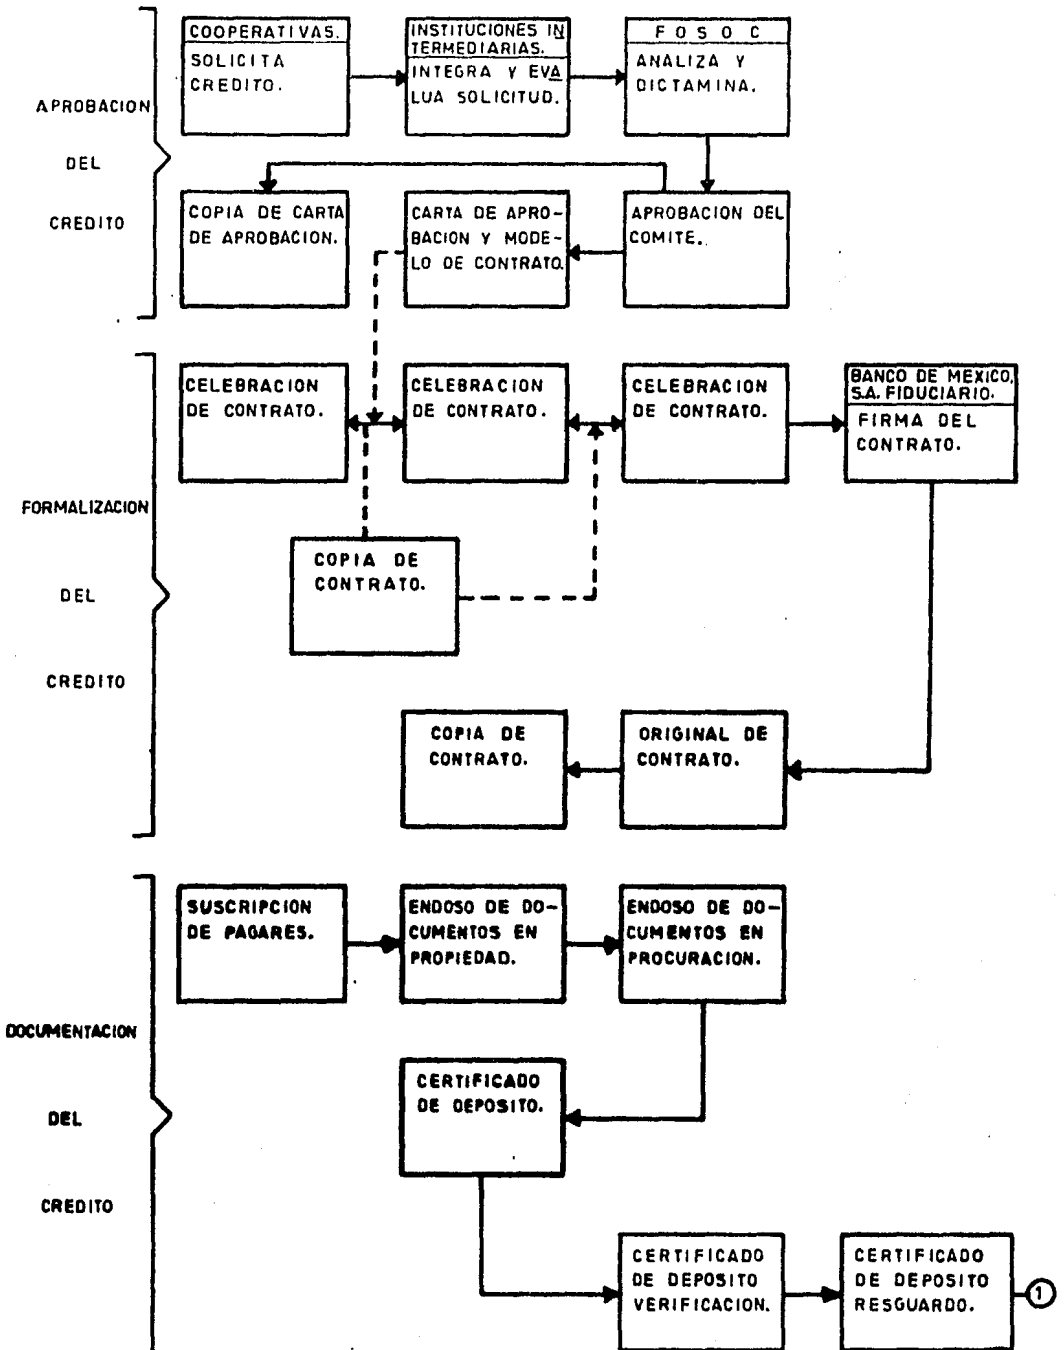 COOPERATIVAS.
SOLICITA
CREDITO.
INSTITUCIONES IN
TERMEDIARIAS.
INTEGRA Y EVA
LUA SOLICITUD.
F O S O C
ANALIZA Y
DICTAMINA.
APROBACION
DEL
CREDITO
COPIA DE CARTA
DE APROBACION.
CARTA DE APRO-
BACION Y MODE-
LO DE CONTRATO.
APROBACION DEL
COMITE.
CELEBRACION
DE CONTRATO.
CELEBRACION
DE CONTRATO.
CELEBRACION
DE CONTRATO.
BANCO DE MEXICO,
S.A. FIDUCIARIO.
FIRMA DEL
CONTRATO.
FORMALIZACION
DEL
CREDITO
COPIA DE
CONTRATO.
COPIA DE
CONTRATO.
ORIGINAL DE
CONTRATO.
SUSCRIPCION
DE PAGARES.
ENDOSO DE DO-
CUMENTOS EN
PROPIEDAD.
ENDOSO DE DO-
CUMENTOS EN
PROCURACION.
DOCUMENTACION
DEL
CREDITO
CERTIFICADO
DE DEPOSITO.
CERTIFICADO
DE DEPOSITO
VERIFICACION.
CERTIFICADO
DE DEPOSITO
RESGUARDO.
1